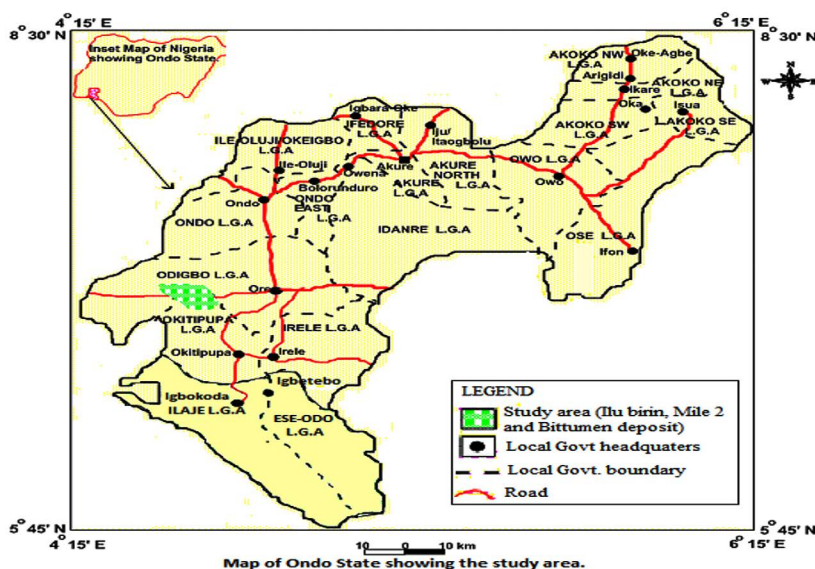 4° 15′ E
6° 15′ E
8° 30′ N
8° 30′ N
Inset Map of Nigeria
showing Ondo State.
W
E
N
S
AKOKO NW
L.G.A
Oke-Agbe
Arigidi
Ikare
AKOKO NE
L.G.A
Oka
Isua
AKOKO SW
L.G.A
LAKOKO SE
L.G.A
Igbara-Oke
IFEDORE
L.G.A
Iju/
Itaogbolu
ILE-OLUJI/OKEIGBO
L.G.A
Ile-Oluji
Owena
Akure
Bolorunduro
AKURE
NORTH
L.G.A
OWO L.G.A
Owo
AKURE
L.G.A
Ondo
ONDO
EAST
L.G.A
ONDO L.G.A
IDANRE L.G.A
OSE L.G.A
Ifon
ODIGBO L.G.A
Ore
OKITIPUPA
L.G.A
IRELE L.G.A
Okitipupa
Irele
Igbetebo
Igbokoda
ILAJE L.G.A
ESE-ODO
L.G.A
LEGEND
Study area (Ilu birin, Mile 2
and Bittumen deposit)
Local Govt headquaters
Local Govt. boundary
Road
5° 45′ N
5° 45′ N
4° 15′ E
6° 15′ E
10 0 10 km
Map of Ondo State showing the study area.